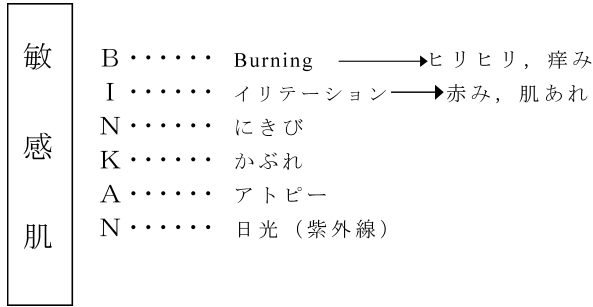 敏感肌
B・・・・・・ Burning ⟶ ヒリヒリ，痒み
I・・・・・・ イリテーション ⟶ 赤み，肌あれ
N・・・・・・ にきび
K・・・・・・ かぶれ
A・・・・・・ アトピー
N・・・・・・ 日光（紫外線）